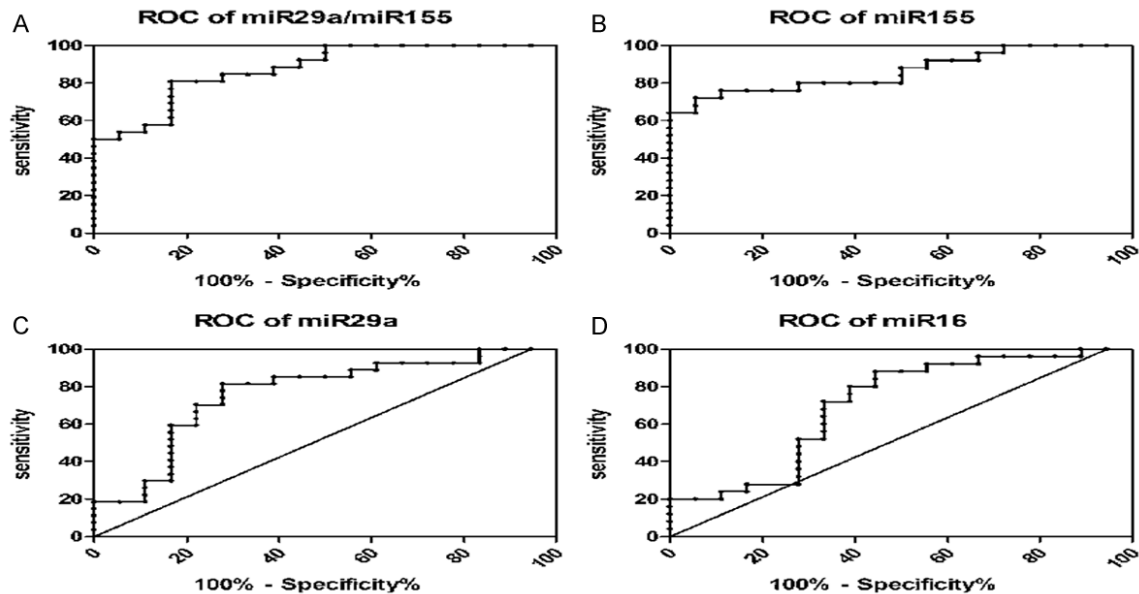 A
ROC of miR29a/miR155
100
80
60
40
20
0
sensitivity
0 20 40 60 80 100
100% - Specificity%
B
ROC of miR155
100
80
60
40
20
0
sensitivity
0 20 40 60 80 100
100% - Specificity%
C
ROC of miR29a
100
80
60
40
20
0
sensitivity
0 20 40 60 80 100
100% - Specificity%
D
ROC of miR16
100
80
60
40
20
0
sensitivity
0 20 40 60 80 100
100% - Specificity%